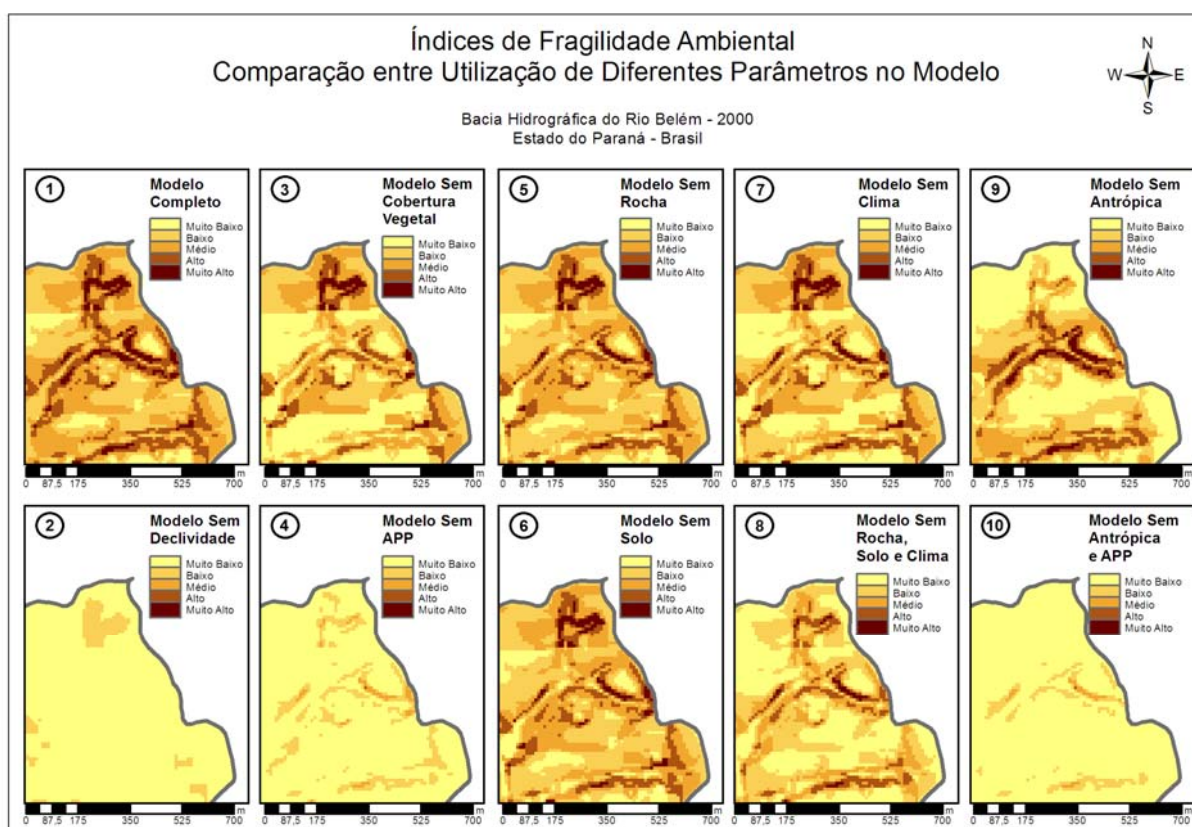 Índices de Fragilidade Ambiental
Comparação entre Utilização de Diferentes Parâmetros no Modelo
Bacia Hidrográfica do Rio Belém - 2000
Estado do Paraná - Brasil
N
W E
S
1
Modelo
Completo
Muito Baixo
Baixo
Médio
Alto
Muito Alto
m
0 87,5 175 350 525 700
3
Modelo Sem
Cobertura
Vegetal
Muito Baixo
Baixo
Médio
Alto
Muito Alto
m
0 87,5 175 350 525 700
5
Modelo Sem
Rocha
Muito Baixo
Baixo
Médio
Alto
Muito Alto
m
0 87,5 175 350 525 700
7
Modelo Sem
Clima
Muito Baixo
Baixo
Médio
Alto
Muito Alto
m
0 87,5 175 350 525 700
9
Modelo Sem
Antrópica
Muito Baixo
Baixo
Médio
Alto
Muito Alto
m
0 87,5 175 350 525 700
2
Modelo Sem
Declividade
Muito Baixo
Baixo
Médio
Alto
Muito Alto
m
0 87,5 175 350 525 700
4
Modelo Sem
APP
Muito Baixo
Baixo
Médio
Alto
Muito Alto
m
0 87,5 175 350 525 700
6
Modelo Sem
Solo
Muito Baixo
Baixo
Médio
Alto
Muito Alto
m
0 87,5 175 350 525 700
8
Modelo Sem
Rocha,
Solo e Clima
Muito Baixo
Baixo
Médio
Alto
Muito Alto
m
0 87,5 175 350 525 700
10
Modelo Sem
Antrópica
e APP
Muito Baixo
Baixo
Médio
Alto
Muito Alto
m
0 87,5 175 350 525 700